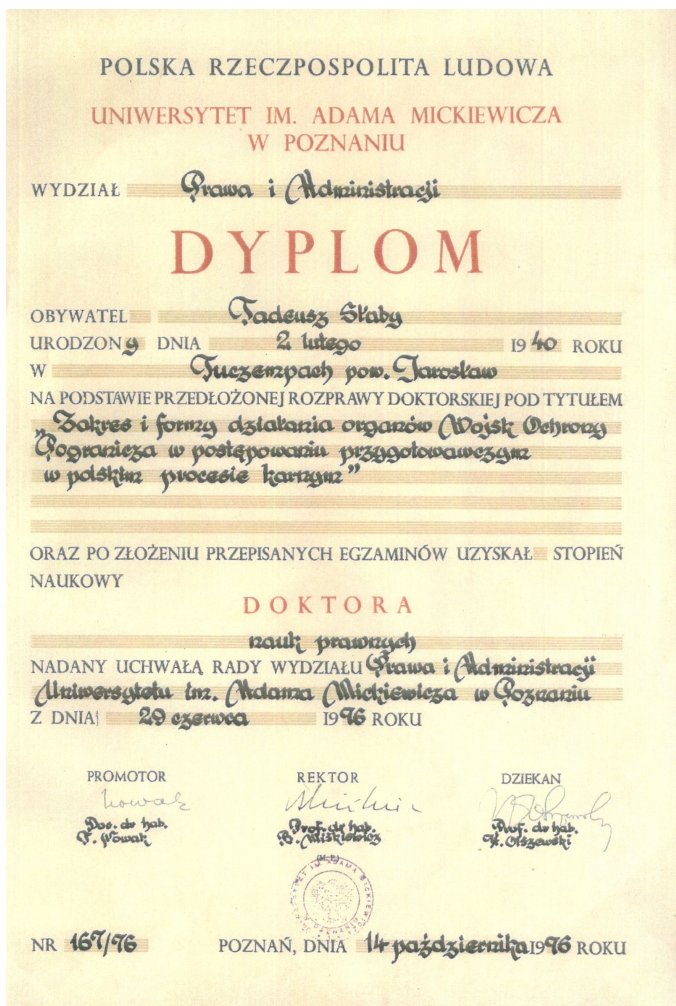 POLSKA RZECZPOSPOLITA LUDOWA
UNIWERSYTET IM. ADAMA MICKIEWICZA
W POZNANIU
WYDZIAŁ Prawa i Administracji
DYPLOM
OBYWATEL Tadeusz Słaby
URODZONy DNIA 2 lutego 1940 ROKU
W Tuczempach pow. Jarosław
NA PODSTAWIE PRZEDŁOŻONEJ ROZPRAWY DOKTORSKIEJ POD TYTUŁEM
„Zakres i formy działania organów Wojsk Ochrony
Pogranicza w postępowaniu przygotowawczym
w polskim procesie karnym”
ORAZ PO ZŁOŻENIU PRZEPISANYCH EGZAMINÓW UZYSKAŁ STOPIEŃ
NAUKOWY
DOKTORA
nauk prawnych
NADANY UCHWAŁĄ RADY WYDZIAŁU Prawa i Administracji
Uniwersytetu im. Adama Mickiewicza w Poznaniu
Z DNIA 29 czerwca 1976 ROKU
PROMOTOR REKTOR DZIEKAN
Nowak
Doc. dr hab. Prof. dr hab. Prof. dr hab.
Nowak B. Miśkiewicz Olszewski
(M. P.)
NR 167/76 POZNAŃ, DNIA 14 października 1976 ROKU